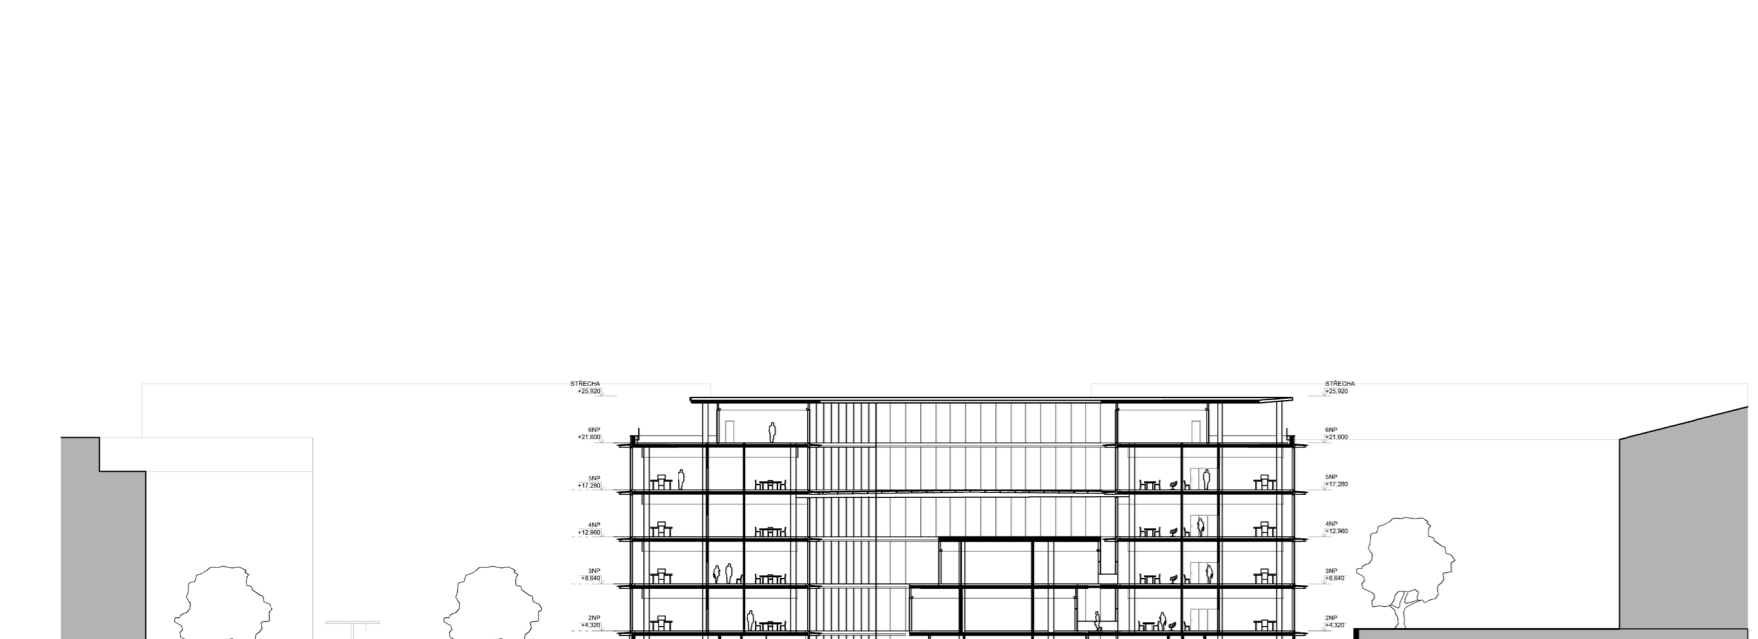 STŘECHA
+25,920
6NP
+21,600
5NP
+17,280
4NP
+12,960
3NP
+8,640
2NP
+4,320
STŘECHA
+25,920
6NP
+21,600
5NP
+17,280
4NP
+12,960
3NP
+8,640
2NP
+4,320